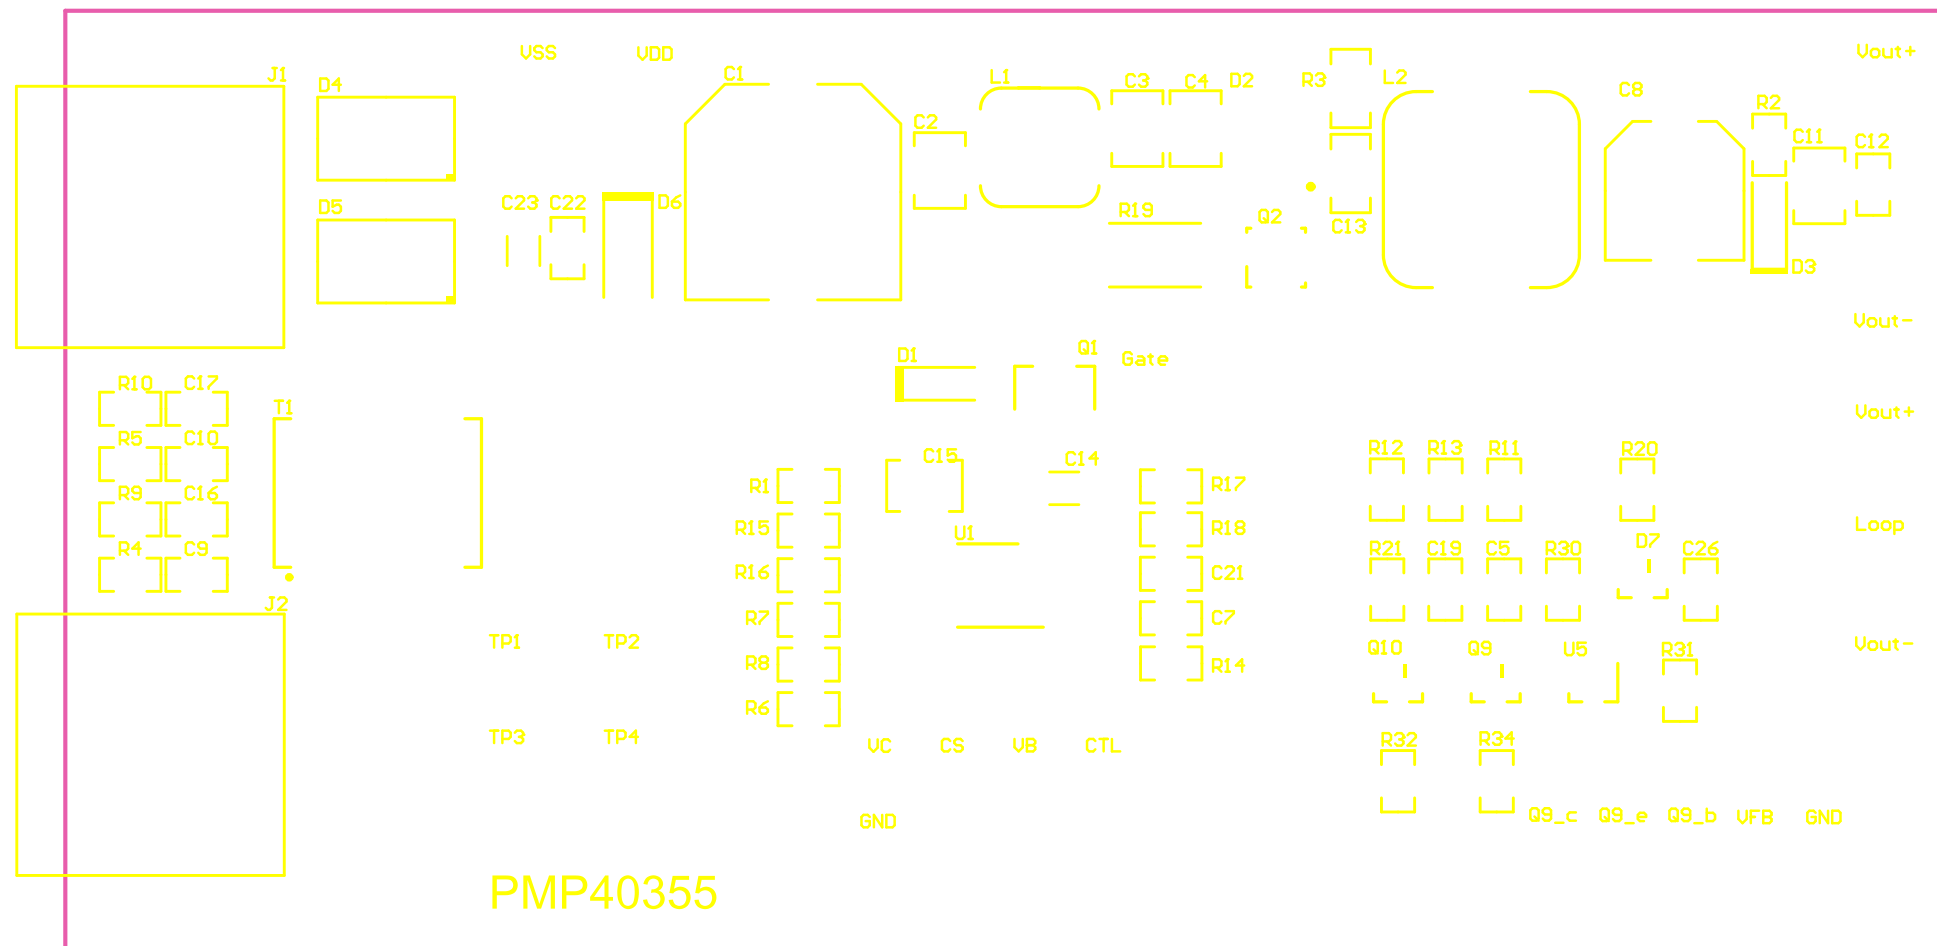 VSS VDD Vout+
J1 D4 C1 L1 C3 C4 D2 R3 L2 C8 R2
C2 C11 C12
D5 C23 C22 D6 R19 Q2 C13 D3
Vout-
D1 Q1 Gate
R10 C17
T1 Vout+
R5 C10 C15 C14 R12 R13 R11 R20
R9 C16 R1 R17
R15 U1 R18 Loop
R4 C9 R16 C21 R21 C19 C5 R30 D7 C26
J2 R7 C7
TP1 TP2 Q10 Q9 U5 R31 Vout-
R8 R14
R6
TP3 TP4 VC CS VB CTL R32 R34
GND Q9_c Q9_e Q9_b VFB GND
PMP40355